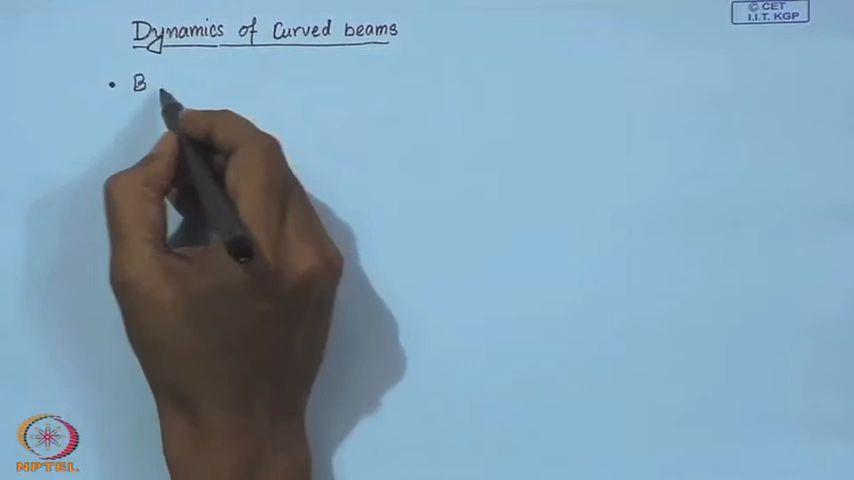 Dynamics of Curved beams
© CET
I.I.T. KGP
• B
NPTEL